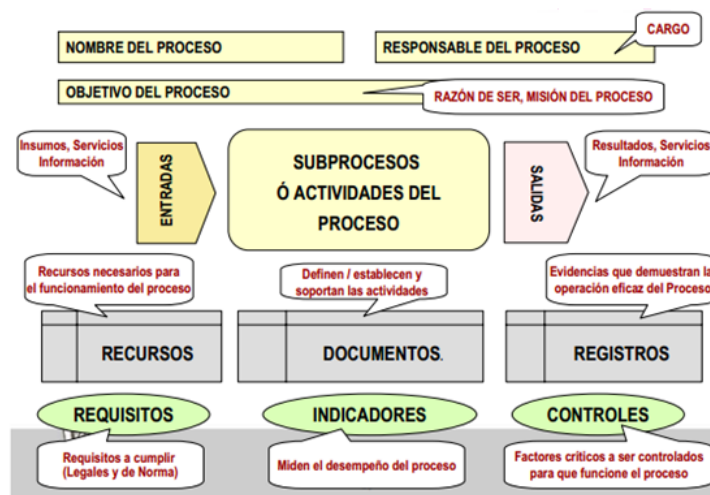 CARGO
NOMBRE DEL PROCESO
RESPONSABLE DEL PROCESO
OBJETIVO DEL PROCESO
RAZÓN DE SER, MISIÓN DEL PROCESO
Insumos, Servicios
Información
ENTRADAS
SUBPROCESOS
Ó ACTIVIDADES DEL
PROCESO
SALIDAS
Resultados, Servicios
Información
Recursos necesarios para
el funcionamiento del proceso
Definen / establecen y
soportan las actividades
Evidencias que demuestran la
operación eficaz del Proceso
RECURSOS
DOCUMENTOS.
REGISTROS
REQUISITOS
INDICADORES
CONTROLES
Requisitos a cumplir
(Legales y de Norma)
Miden el desempeño del proceso
Factores críticos a ser controlados
para que funcione el proceso